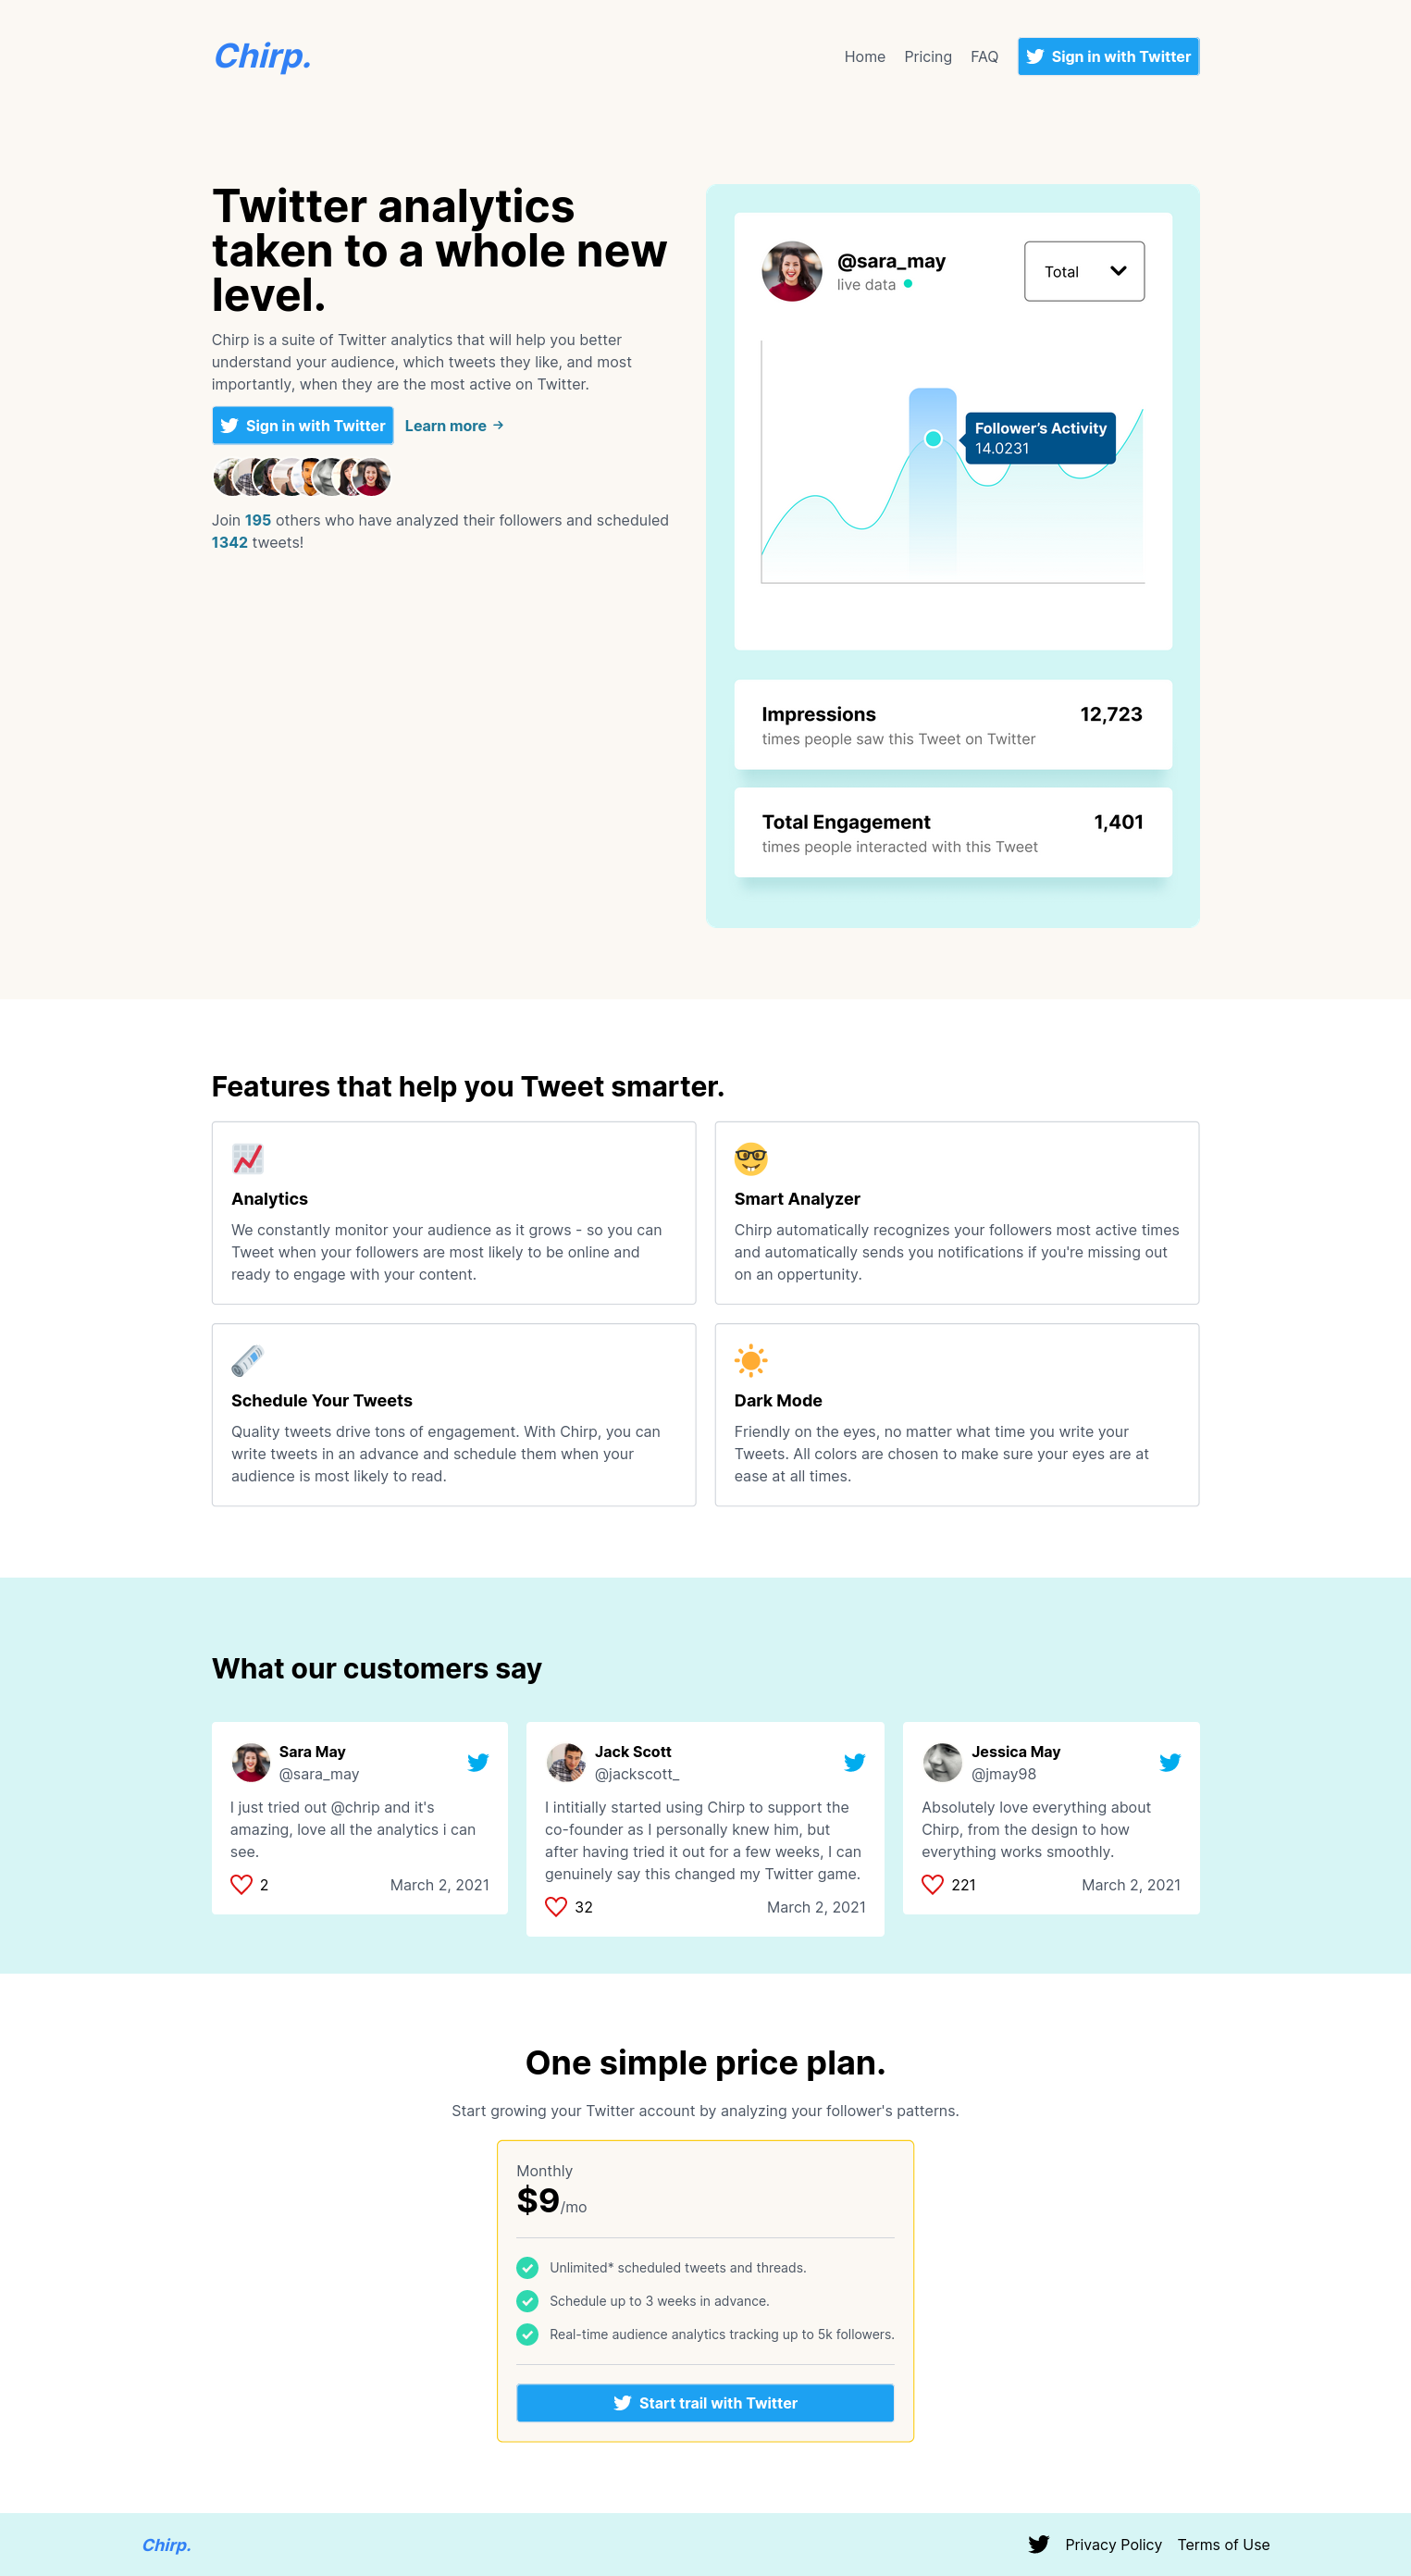 Chirp.
Home Pricing FAQ Sign in with Twitter
Twitter analytics
taken to a whole new
level.
Chirp is a suite of Twitter analytics that will help you better
understand your audience, which tweets they like, and most
importantly, when they are the most active on Twitter.
Sign in with Twitter Learn more →
Join 195 others who have analyzed their followers and scheduled
1342 tweets!
@sara_may
live data
Total
Follower’s Activity
14.0231
Impressions 12,723
times people saw this Tweet on Twitter
Total Engagement 1,401
times people interacted with this Tweet
Features that help you Tweet smarter.
Analytics
We constantly monitor your audience as it grows - so you can
Tweet when your followers are most likely to be online and
ready to engage with your content.
Smart Analyzer
Chirp automatically recognizes your followers most active times
and automatically sends you notifications if you're missing out
on an oppertunity.
Schedule Your Tweets
Quality tweets drive tons of engagement. With Chirp, you can
write tweets in an advance and schedule them when your
audience is most likely to read.
Dark Mode
Friendly on the eyes, no matter what time you write your
Tweets. All colors are chosen to make sure your eyes are at
ease at all times.
What our customers say
Sara May
@sara_may
I just tried out @chrip and it's
amazing, love all the analytics i can
see.
2 March 2, 2021
Jack Scott
@jackscott_
I intitially started using Chirp to support the
co-founder as I personally knew him, but
after having tried it out for a few weeks, I can
genuinely say this changed my Twitter game.
32 March 2, 2021
Jessica May
@jmay98
Absolutely love everything about
Chirp, from the design to how
everything works smoothly.
221 March 2, 2021
One simple price plan.
Start growing your Twitter account by analyzing your follower's patterns.
Monthly
$9/mo
Unlimited* scheduled tweets and threads.
Schedule up to 3 weeks in advance.
Real-time audience analytics tracking up to 5k followers.
Start trail with Twitter
Chirp.
Privacy Policy Terms of Use